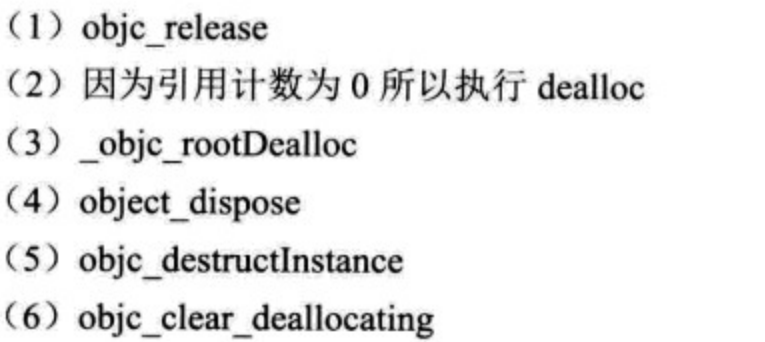 （1）objc_release
（2）因为引用计数为 0 所以执行 dealloc
（3）_objc_rootDealloc
（4）object_dispose
（5）objc_destructInstance
（6）objc_clear_deallocating